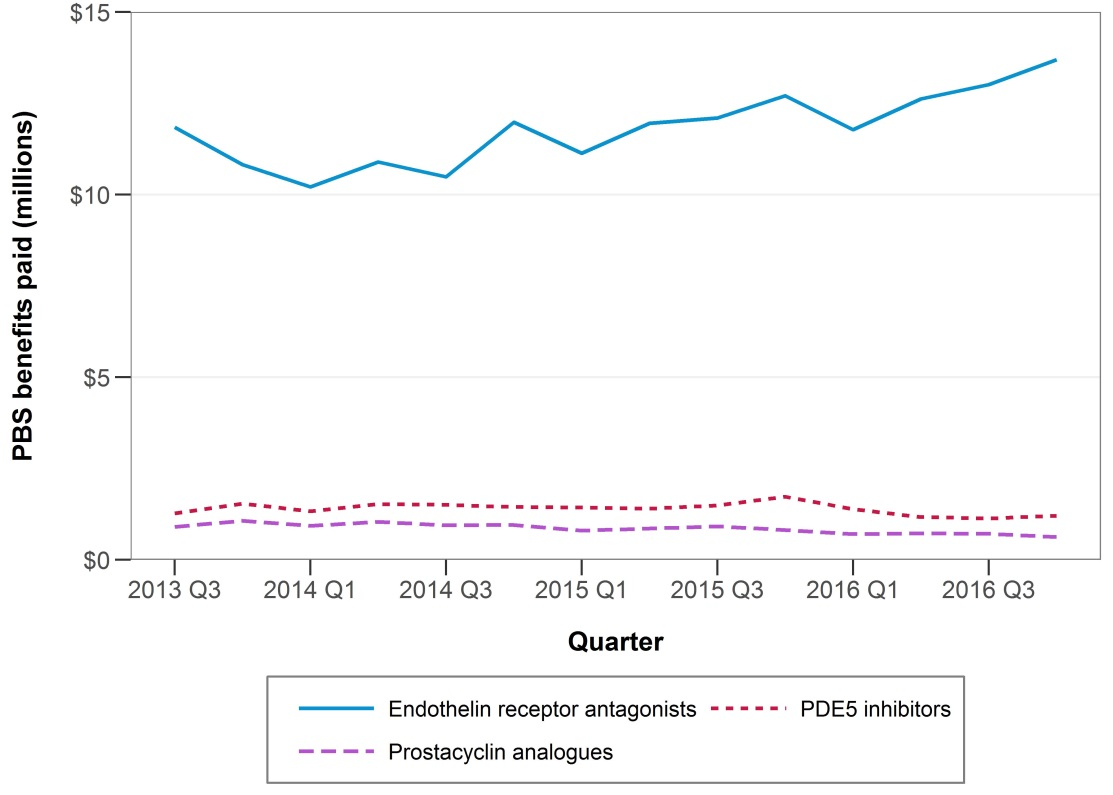 $15
$10
$5
$0
PBS benefits paid (millions)
2013 Q3 2014 Q1 2014 Q3 2015 Q1 2015 Q3 2016 Q1 2016 Q3
Quarter
Endothelin receptor antagonists PDE5 inhibitors
Prostacyclin analogues